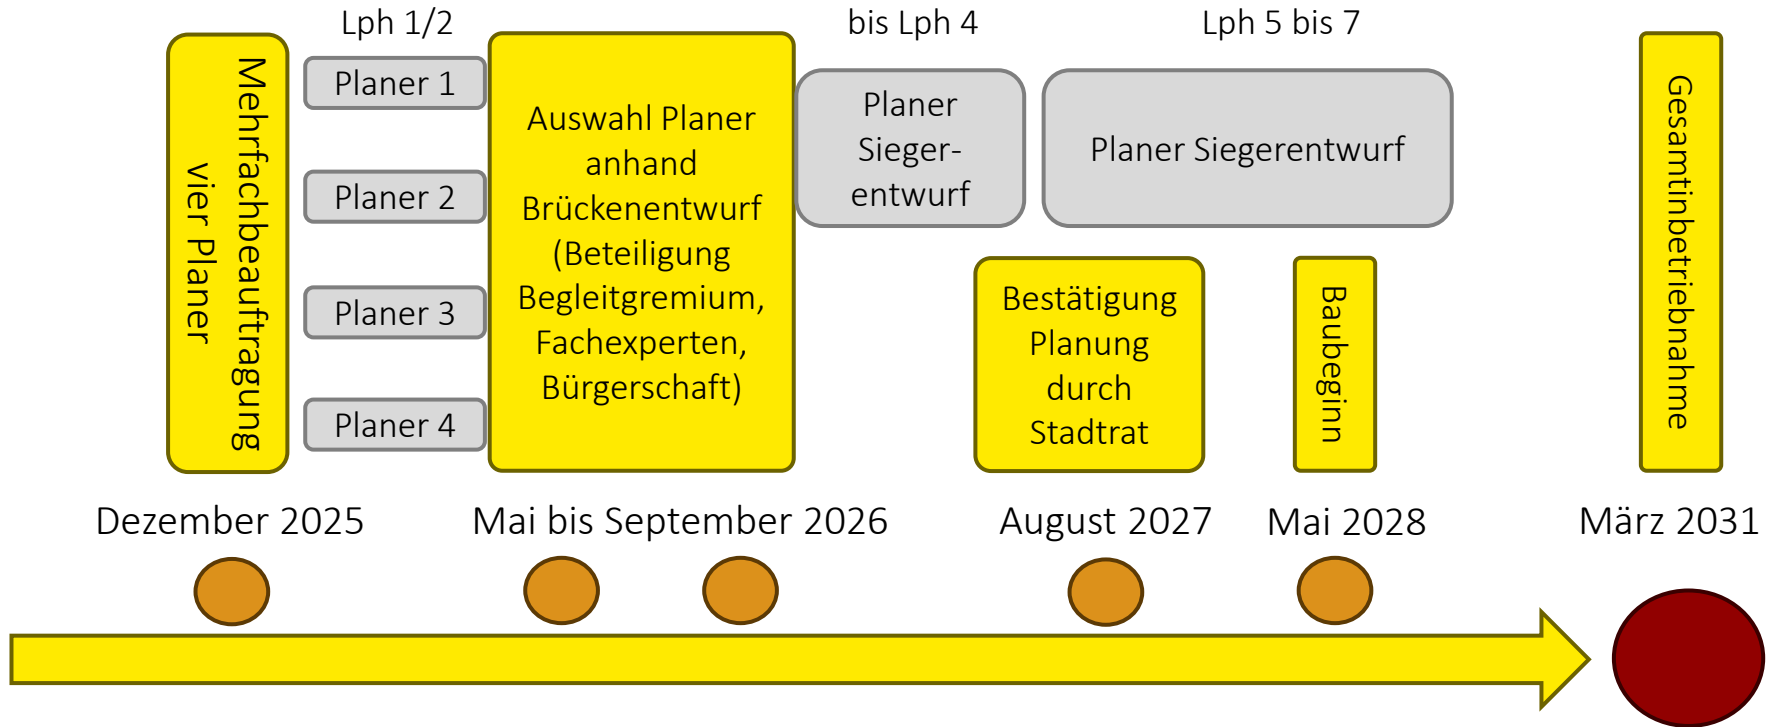 Lph 1/2
bis Lph 4
Lph 5 bis 7
Mehrfachbeauftragung
vier Planer
Planer 1
Planer 2
Planer 3
Planer 4
Auswahl Planer
anhand
Brückenentwurf
(Beteiligung
Begleitgremium,
Fachexperten,
Bürgerschaft)
Planer
Sieger-
entwurf
Planer Siegerentwurf
Bestätigung
Planung
durch
Stadtrat
Baubeginn
Gesamtinbetriebnahme
Dezember 2025
Mai bis September 2026
August 2027
Mai 2028
März 2031